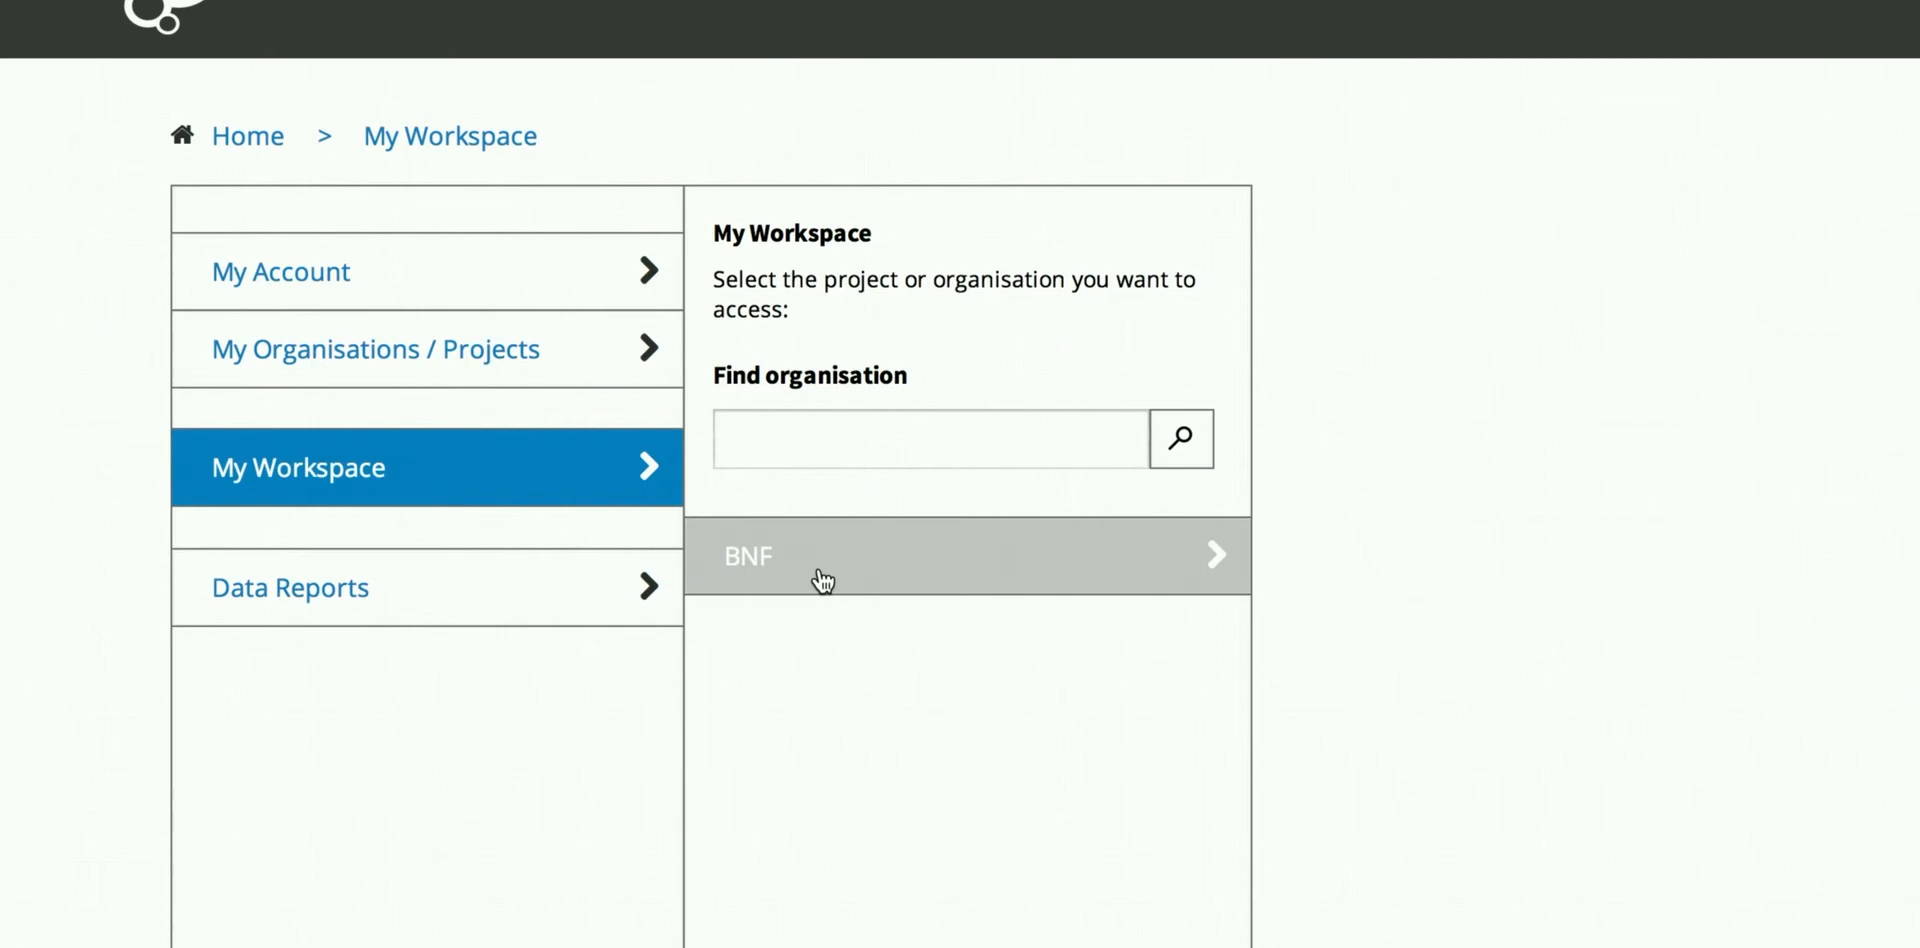 Home > My Workspace
My Account
My Organisations / Projects
My Workspace
Data Reports
My Workspace
Select the project or organisation you want to
access:
Find organisation
BNF